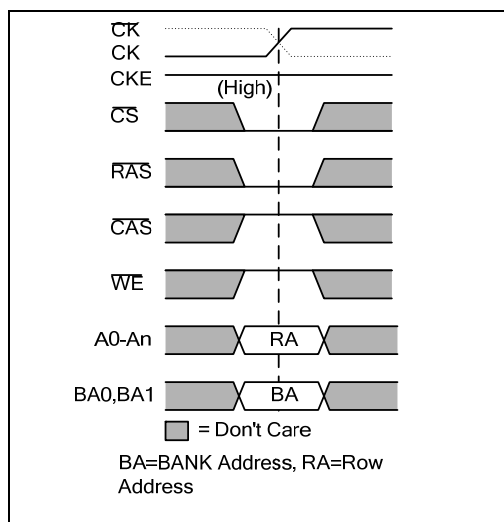 CK
CK
CKE
(High)
CS
RAS
CAS
WE
A0-An
RA
BA0,BA1
BA
= Don't Care
BA=BANK Address, RA=Row
Address